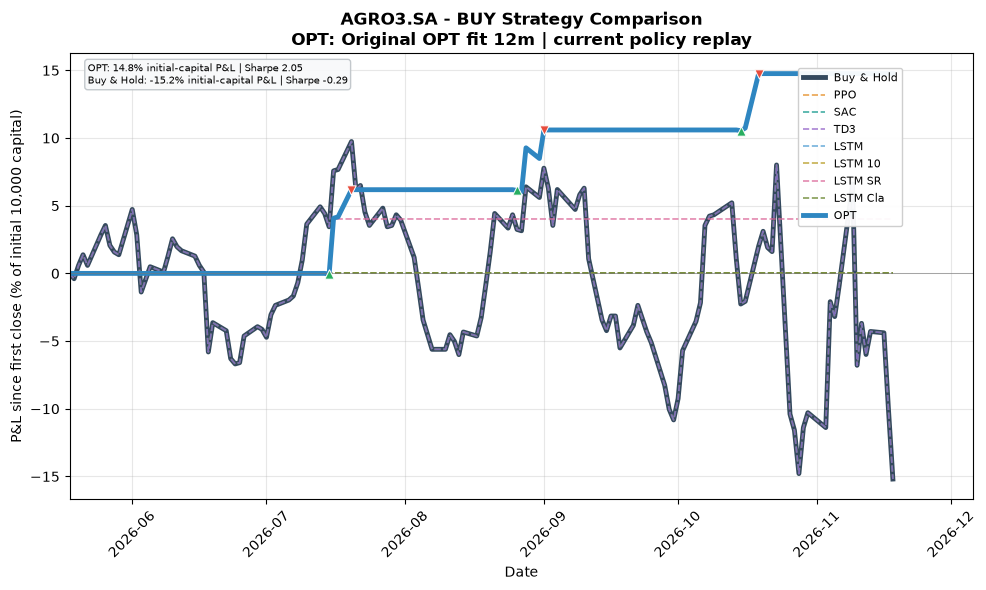 AGRO3.SA - BUY Strategy Comparison
OPT: Original OPT fit 12m | current policy replay
OPT: 14.8% initial-capital P&L | Sharpe 2.05
Buy & Hold: -15.2% initial-capital P&L | Sharpe -0.29
Buy & Hold
PPO
SAC
TD3
LSTM
LSTM 10
LSTM SR
LSTM Cla
OPT
P&L since first close (% of initial 10,000 capital)
15
10
5
0
−5
−10
−15
2026-06
2026-07
2026-08
2026-09
2026-10
2026-11
2026-12
Date